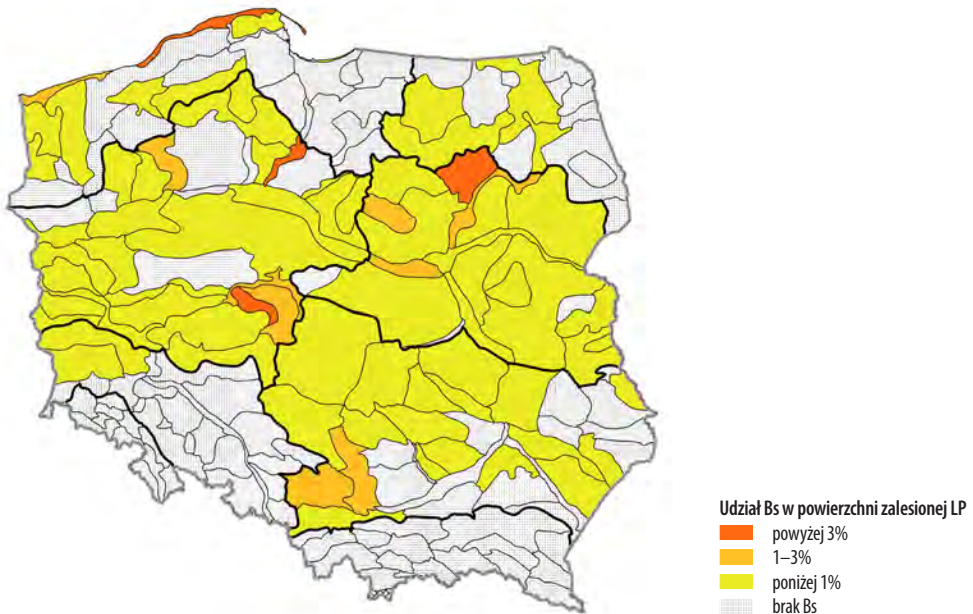 Udział Bs w powierzchni zalesionej LP
powyżej 3%
1–3%
poniżej 1%
brak Bs